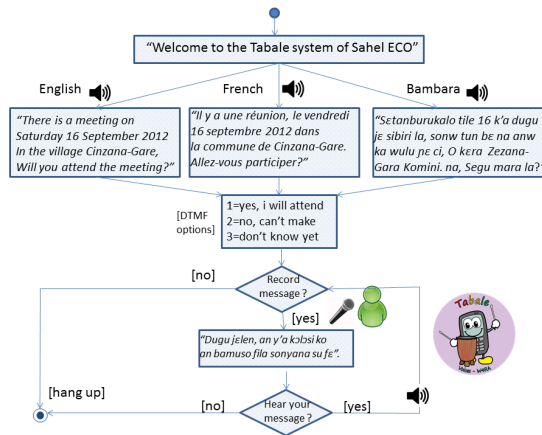 “Welcome to the Tabale system of Sahel ECO”
English
French
Bambara
“There is a meeting on
Saturday 16 September 2012
In the village Cinzana-Gare,
Will you attend the meeting?”
“Il y a une réunion, le vendredi
16 septembre 2012 dans
la commune de Cinzana-Gare.
Allez-vous participer?”
“Sɛtanburukalo tile 16 k’a dugu
jɛ sibiri la, sonw tun bɛ na anw
ka wulu ɲɛ ci, O kɛra Zezana-
Gara Komini. na, Segu mara la?
[DTMF
options]
1=yes, i will attend
2=no, can’t make
3=don’t know yet
[no]
Record
message ?
[yes]
“Dugu jɛlen, an y’a kɔlɔsi ko
an bamuso fila sonyana su fɛ”.
Tabale
VOICES - W4RA
[hang up]
[no]
Hear your
message ?
[yes]